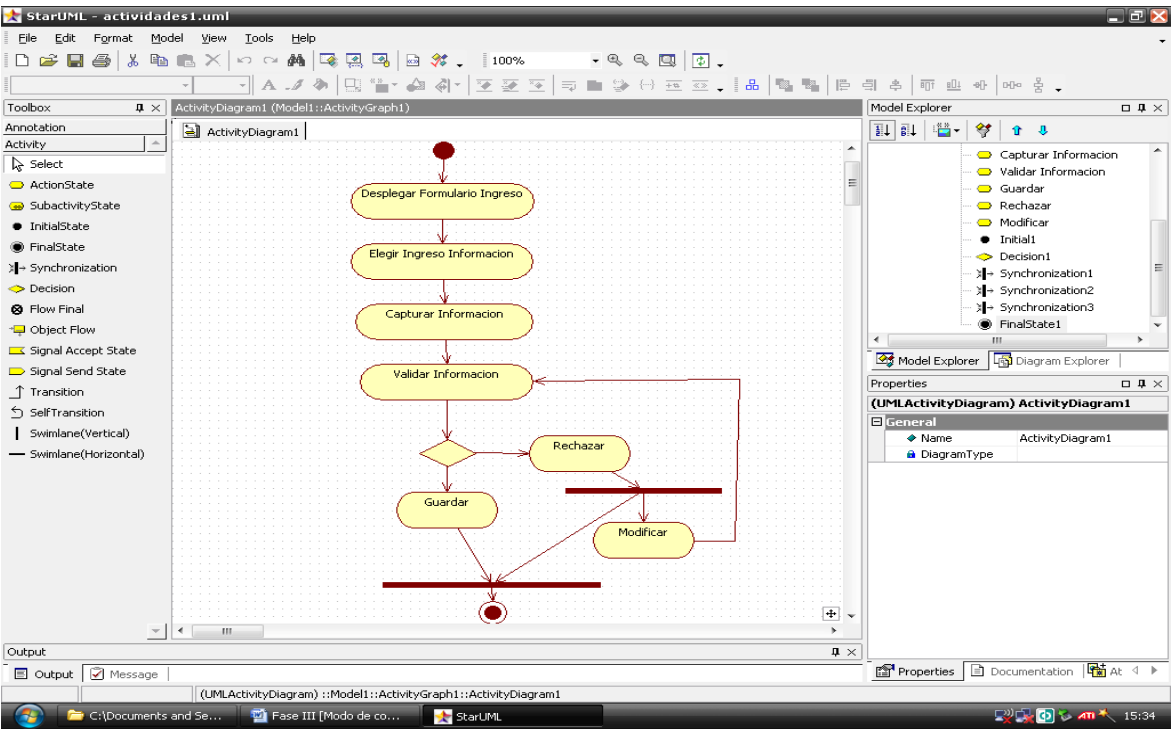 StarUML - actividades1.uml
File Edit Format Model View Tools Help
100%
Toolbox
Annotation
Activity
Select
ActionState
SubactivityState
InitialState
FinalState
Synchronization
Decision
Flow Final
Object Flow
Signal Accept State
Signal Send State
Transition
SelfTransition
Swimlane(Vertical)
Swimlane(Horizontal)
ActivityDiagram1 (Model1::ActivityGraph1)
ActivityDiagram1
Desplegar Formulario Ingreso
Elegir Ingreso Informacion
Capturar Informacion
Validar Informacion
Rechazar
Guardar
Modificar
Model Explorer
Capturar Informacion
Validar Informacion
Guardar
Rechazar
Modificar
Initial1
Decision1
Synchronization1
Synchronization2
Synchronization3
FinalState1
Model Explorer Diagram Explorer
Properties
(UMLActivityDiagram) ActivityDiagram1
General
Name ActivityDiagram1
DiagramType
Properties Documentation At
Output
Output Message
(UMLActivityDiagram) ::Model1::ActivityGraph1::ActivityDiagram1
C:\Documents and Se... Fase III [Modo de co... StarUML ATI 15:34